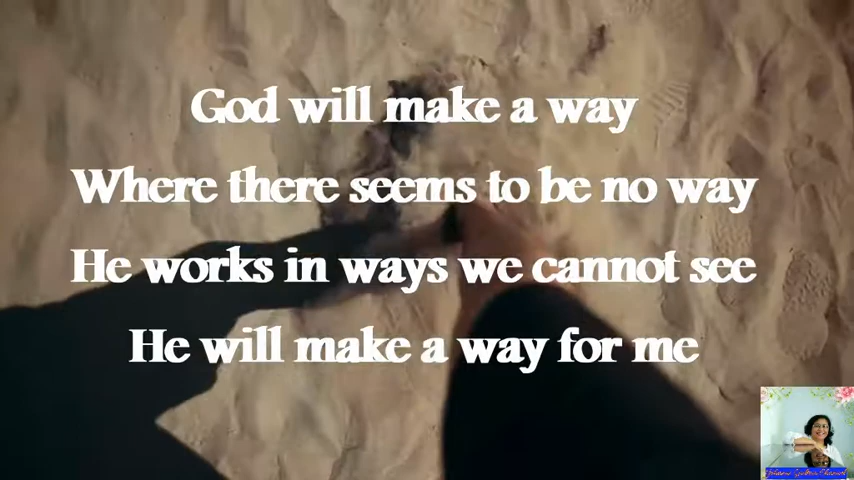 God will make a way
Where there seems to be no way
He works in ways we cannot see
He will make a way for me